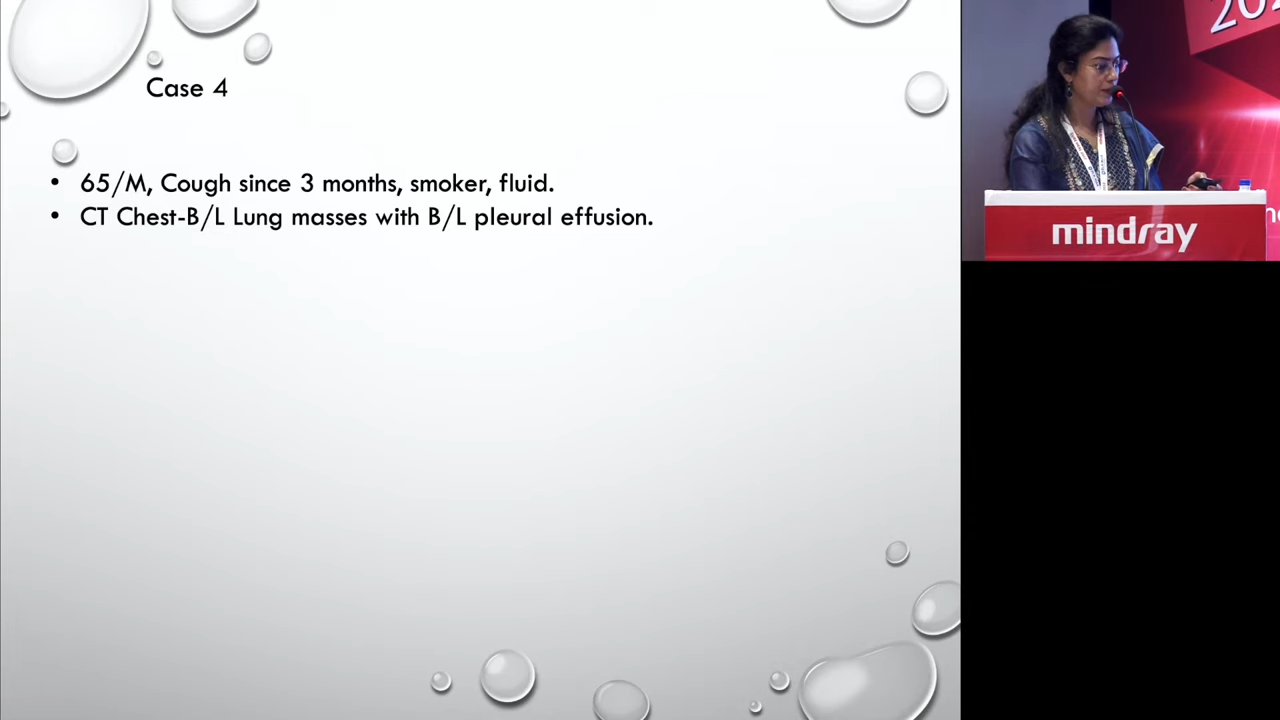 Case 4
• 65/M, Cough since 3 months, smoker, fluid.
• CT Chest-B/L Lung masses with B/L pleural effusion.
mindray